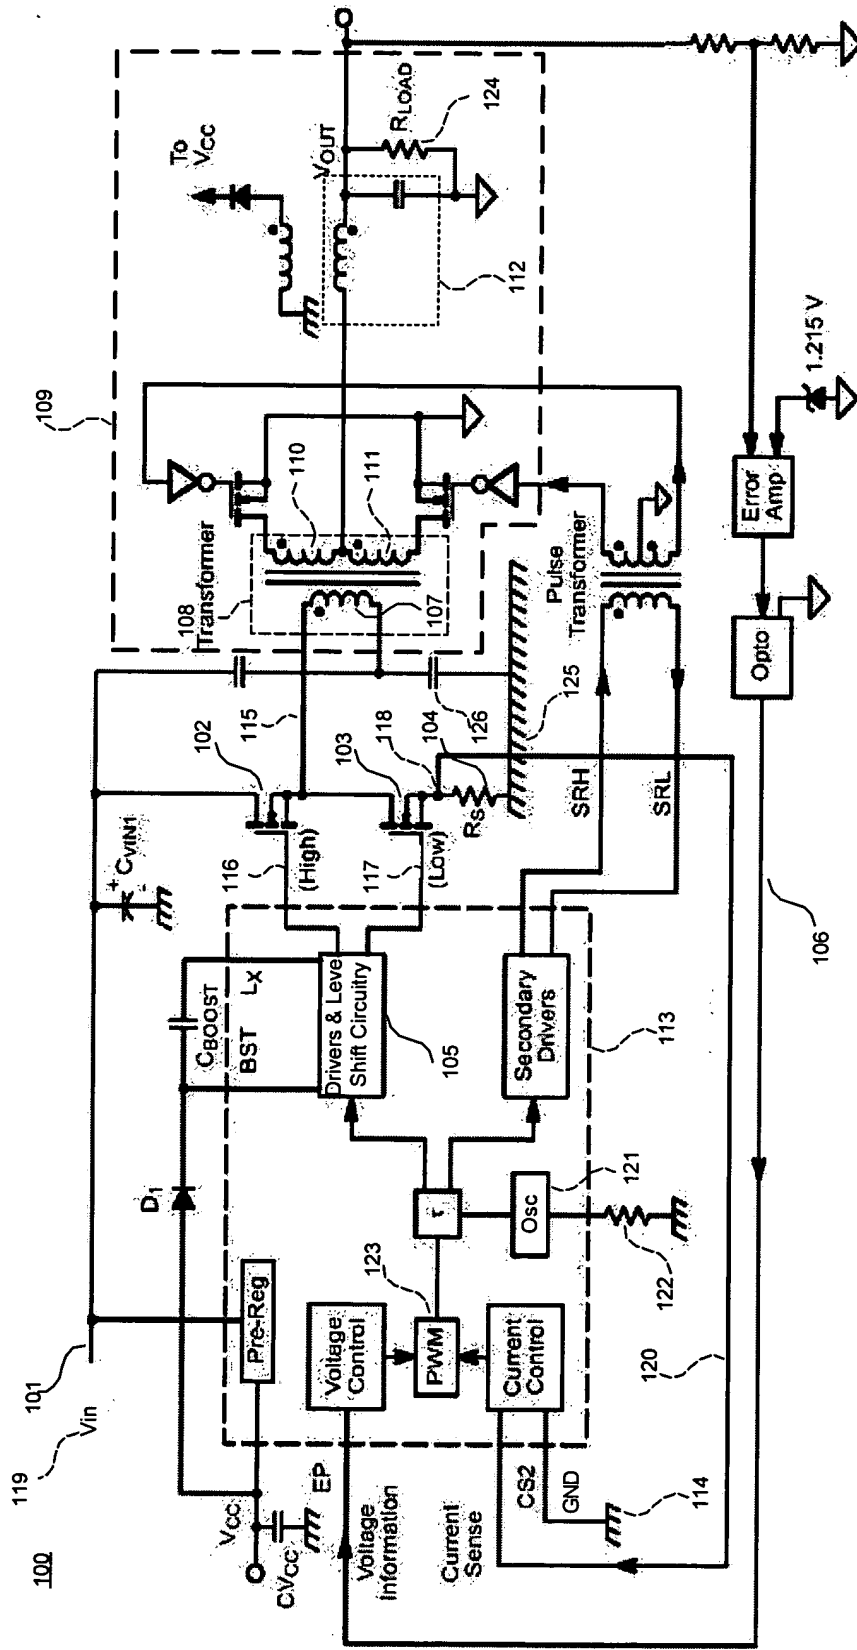 100
119
Vin
101
VCC
CVCC
EP
Voltage
Information
Current
Sense
CS2
GND
114
120
Pre-Reg
D1
CBOOST
BST
LX
CVIN1
+
-
Voltage
Control
PWM
123
Current
Control
τ
Osc
121
122
Drivers & Level
Shift Circuitry
105
Secondary
Drivers
113
116
(High)
117
(Low)
102
103
118
104
RS
115
126
125
SRH
SRL
106
109
108
Transformer
107
110
111
Pulse
Transformer
Opto
Error
Amp
1.215 V
To
VCC
VOUT
112
RLOAD
124